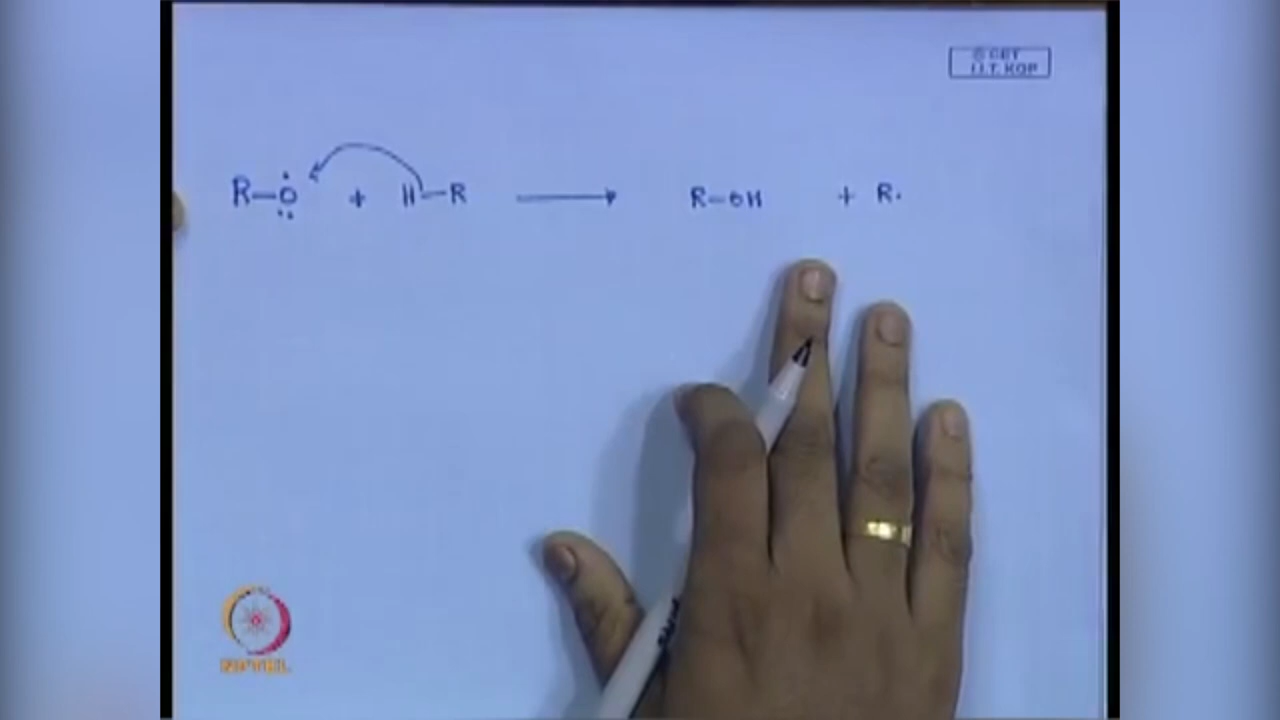 © CET
I.I.T. KGP
R–Ö: + H–R ⟶ R–OH + R·
NPTEL